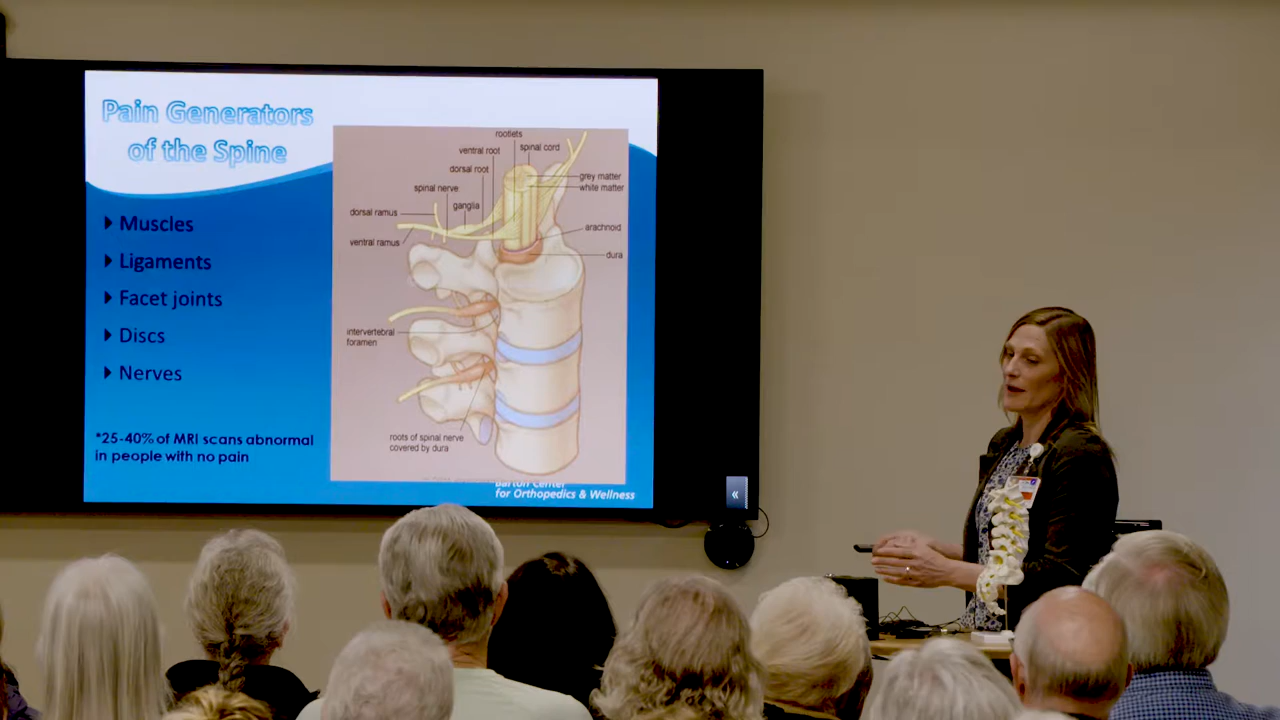 Pain Generators
of the Spine
Muscles
Ligaments
Facet joints
Discs
Nerves
*25-40% of MRI scans abnormal
in people with no pain
rootlets
ventral root
spinal cord
dorsal root
grey matter
white matter
spinal nerve
ganglia
dorsal ramus
arachnoid
ventral ramus
dura
intervertebral
foramen
roots of spinal nerve
covered by dura
Barton Center
for Orthopedics & Wellness
«